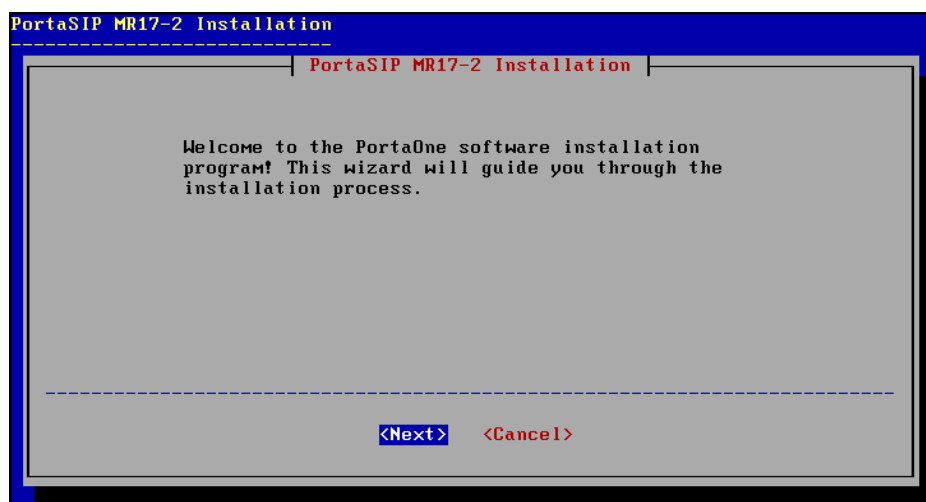 PortaSIP MR17-2 Installation
PortaSIP MR17-2 Installation
Welcome to the PortaOne software installation
program! This wizard will guide you through the
installation process.
<Next> <Cancel>